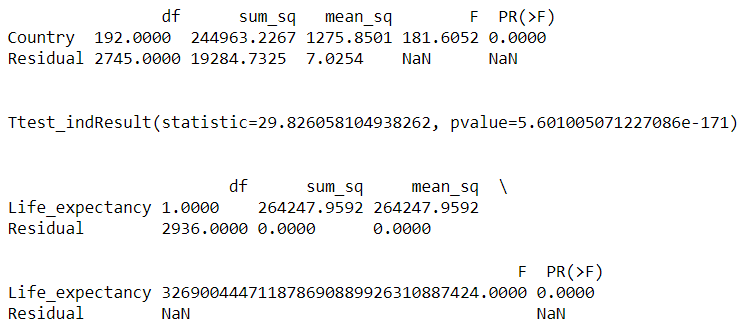 df sum_sq mean_sq F PR(>F)
Country 192.0000 244963.2267 1275.8501 181.6052 0.0000
Residual 2745.0000 19284.7325 7.0254 NaN NaN
Ttest_indResult(statistic=29.826058104938262, pvalue=5.601005071227086e-171)
df sum_sq mean_sq \
Life_expectancy 1.0000 264247.9592 264247.9592
Residual 2936.0000 0.0000 0.0000
F PR(>F)
Life_expectancy 32690044471187869088992631088​7424.0000 0.0000
Residual NaN NaN